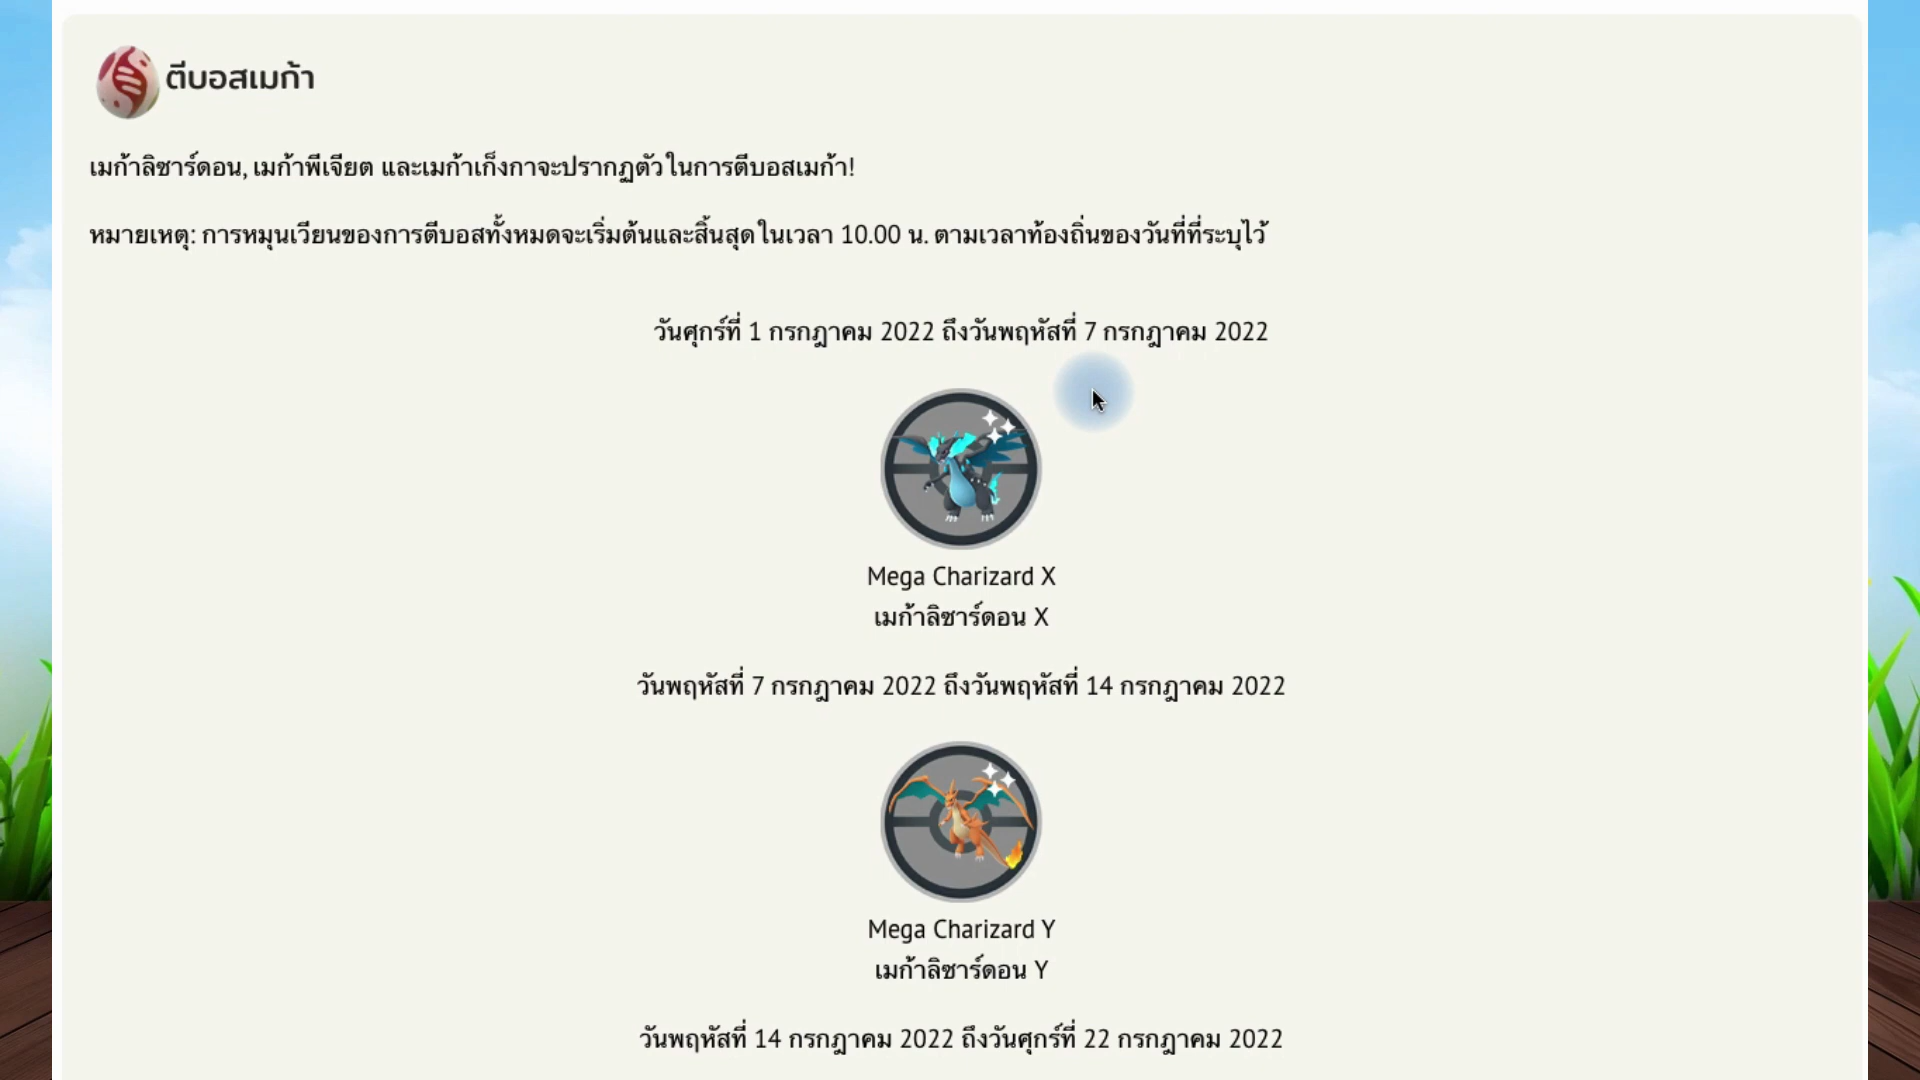 ตีบอสเมก้า
เมก้าลิซาร์ดอน, เมก้าพีเจียต และเมก้าเก็งกาจะปรากฏตัวในการตีบอสเมก้า!
หมายเหตุ: การหมุนเวียนของการตีบอสทั้งหมดจะเริ่มต้นและสิ้นสุดในเวลา 10.00 น. ตามเวลาท้องถิ่นของวันที่ที่ระบุไว้
วันศุกร์ที่ 1 กรกฎาคม 2022 ถึงวันพฤหัสที่ 7 กรกฎาคม 2022
Mega Charizard X
เมก้าลิซาร์ดอน X
วันพฤหัสที่ 7 กรกฎาคม 2022 ถึงวันพฤหัสที่ 14 กรกฎาคม 2022
Mega Charizard Y
เมก้าลิซาร์ดอน Y
วันพฤหัสที่ 14 กรกฎาคม 2022 ถึงวันศุกร์ที่ 22 กรกฎาคม 2022